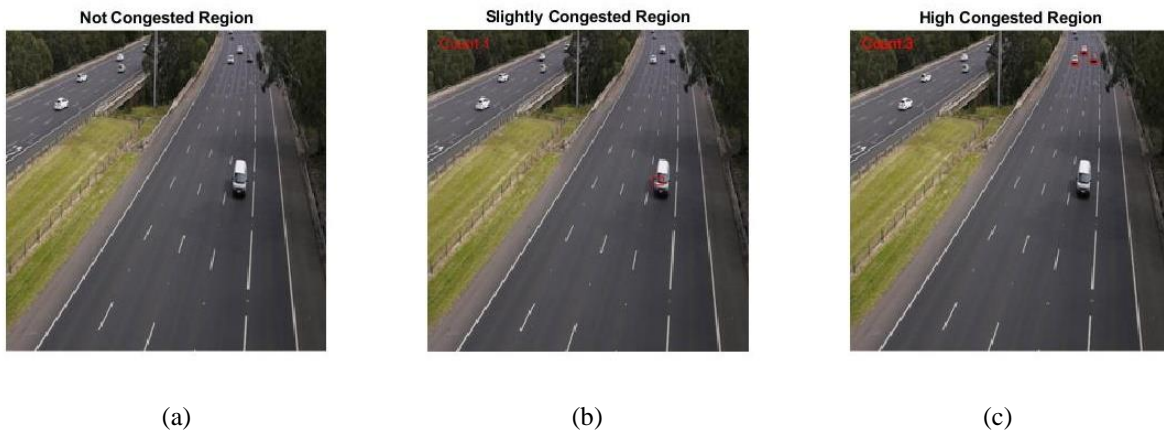 Not Congested Region
Slightly Congested Region
High Congested Region
Count:1
Count:3
(a)
(b)
(c)